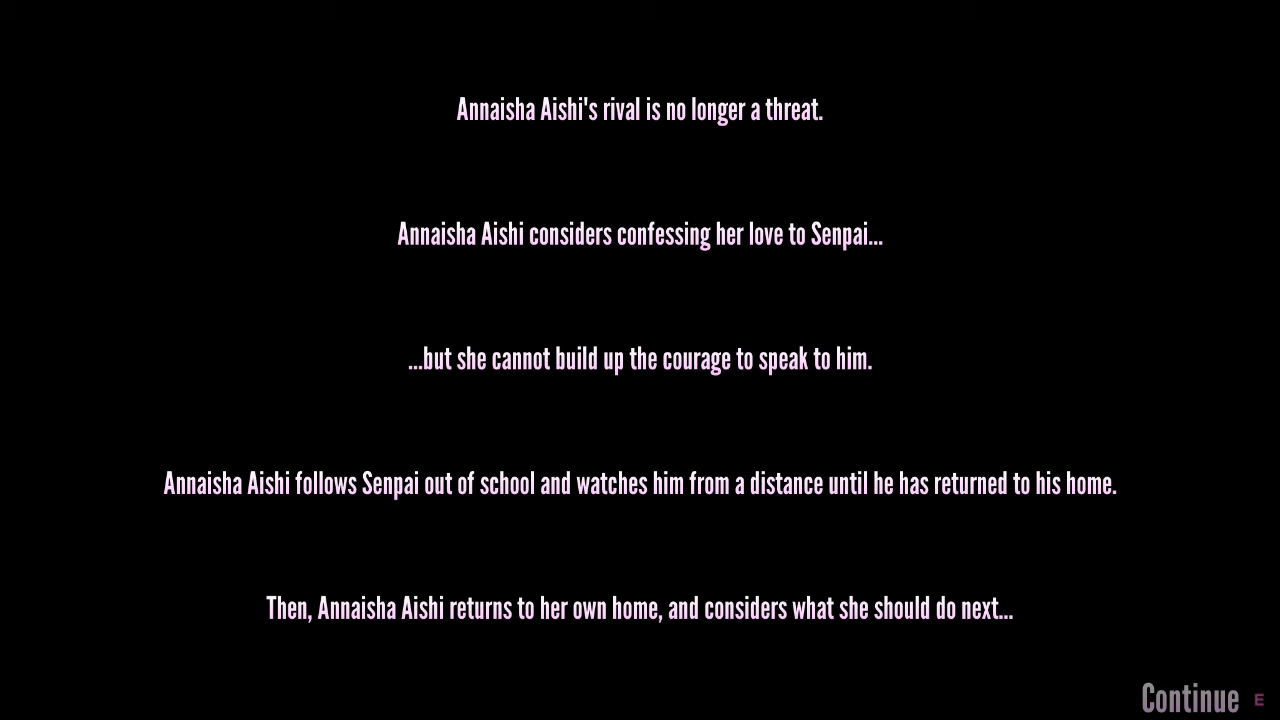 Annaisha Aishi's rival is no longer a threat.
Annaisha Aishi considers confessing her love to Senpai...
...but she cannot build up the courage to speak to him.
Annaisha Aishi follows Senpai out of school and watches him from a distance until he has returned to his home.
Then, Annaisha Aishi returns to her own home, and considers what she should do next...
Continue E